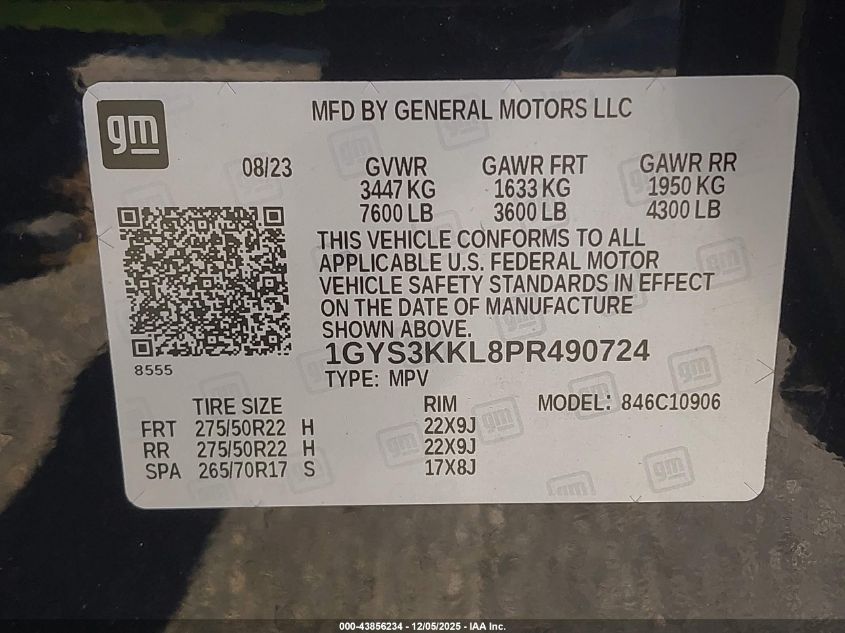 gm
MFD BY GENERAL MOTORS LLC
08/23 GVWR GAWR FRT GAWR RR
3447 KG 1633 KG 1950 KG
7600 LB 3600 LB 4300 LB
THIS VEHICLE CONFORMS TO ALL
APPLICABLE U.S. FEDERAL MOTOR
VEHICLE SAFETY STANDARDS IN EFFECT
ON THE DATE OF MANUFACTURE
SHOWN ABOVE.
1GYS3KKL8PR490724
8555
TYPE: MPV
TIRE SIZE RIM MODEL: 846C10906
FRT 275/50R22 H 22X9J
RR 275/50R22 H 22X9J
SPA 265/70R17 S 17X8J
000-43856234 - 12/05/2025 - IAA Inc.